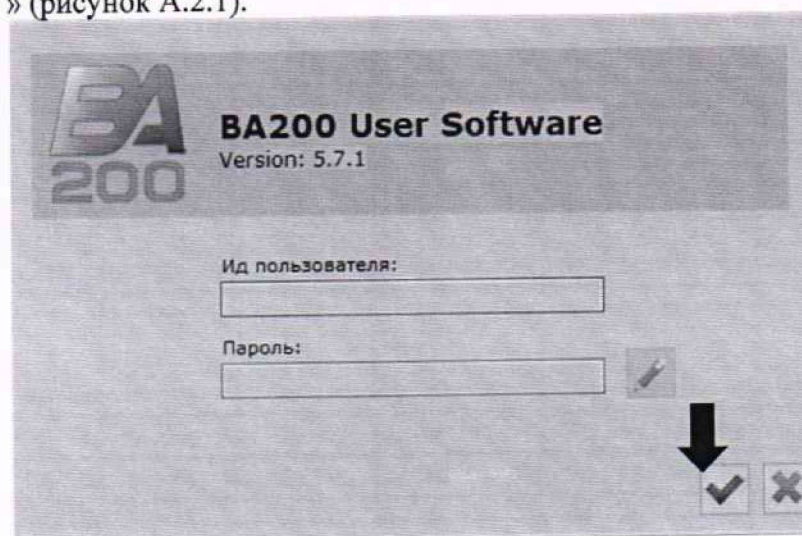 » (рисунок А.2.1).
BA
200
BA200 User Software
Version: 5.7.1
Ид пользователя:
Пароль: